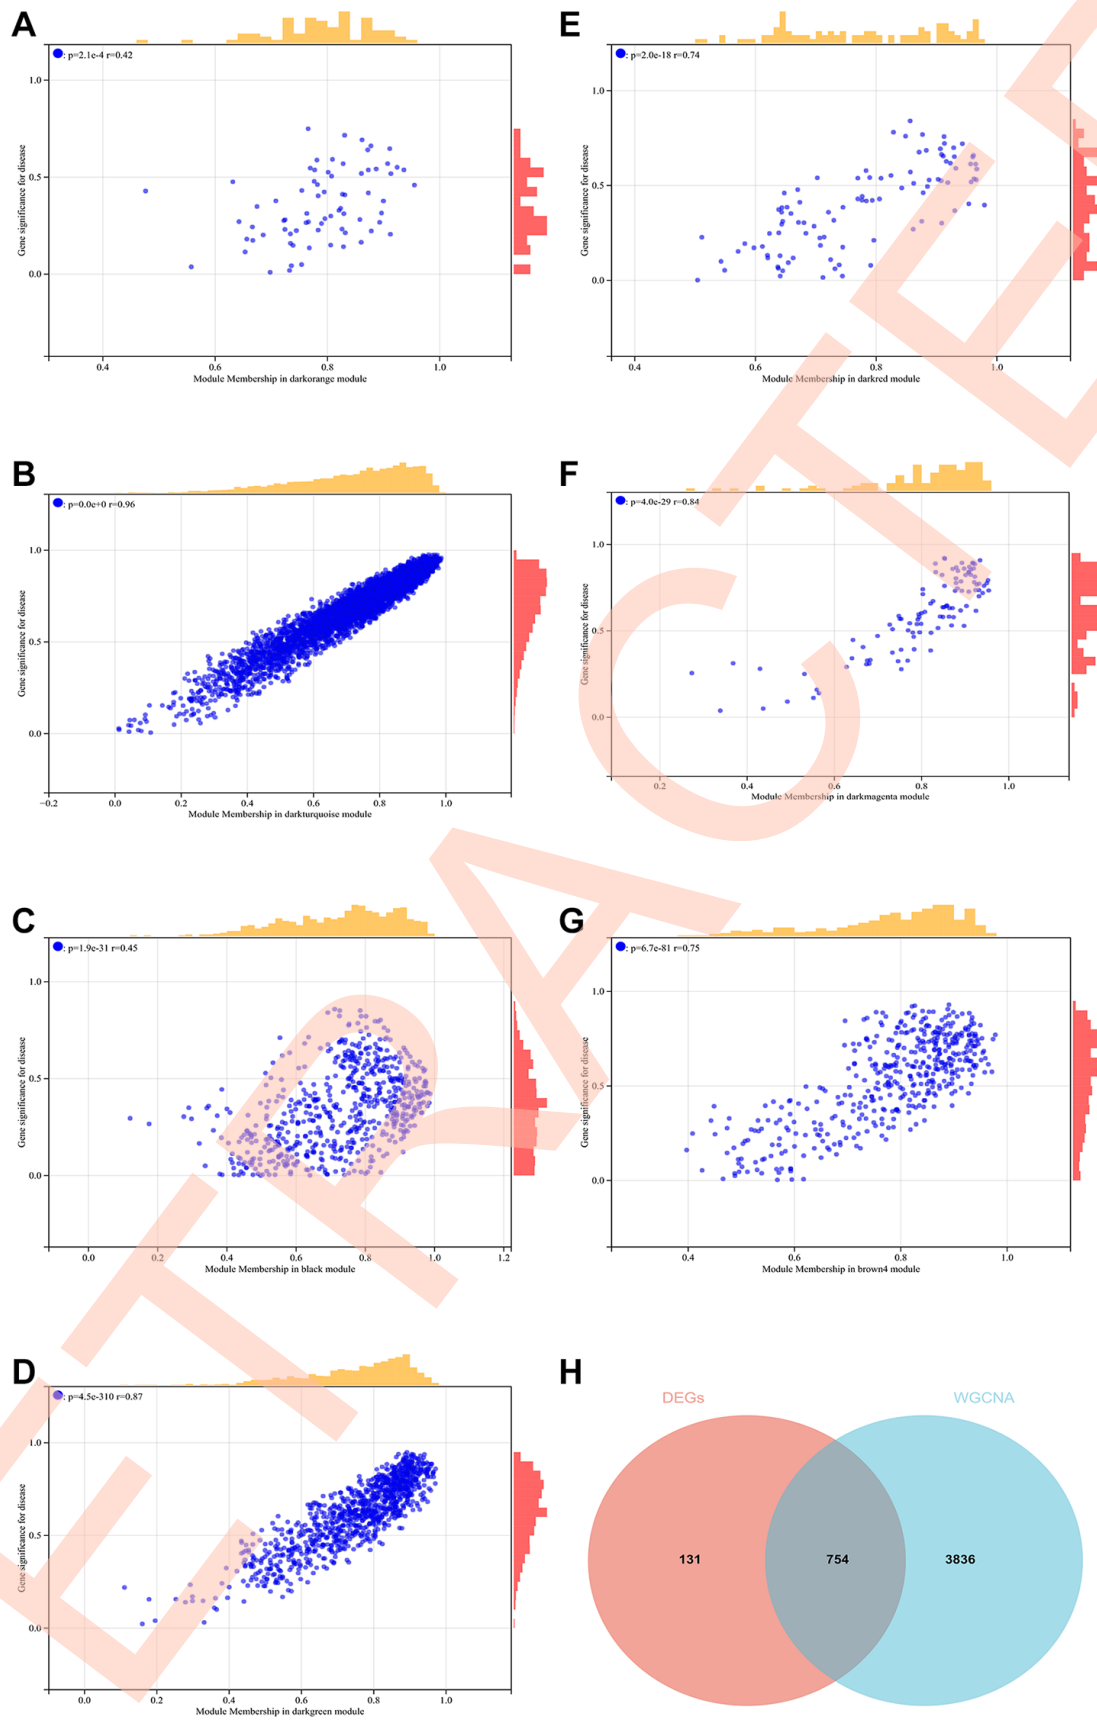 A
: p=2.1e-4 r=0.42
1.0
0.5
0.0
Gene significance for disease
0.4 0.6 0.8 1.0
Module Membership in darkorange module
E
: p=2.0e-18 r=0.74
1.0
0.5
0.0
Gene significance for disease
0.4 0.6 0.8 1.0
Module Membership in darkred module
B
: p=0.0e+0 r=0.96
1.0
0.5
0.0
Gene significance for disease
−0.2 0.0 0.2 0.4 0.6 0.8 1.0
Module Membership in darkturquoise module
F
: p=4.0e-29 r=0.84
1.0
0.5
0.0
Gene significance for disease
0.2 0.4 0.6 0.8 1.0
Module Membership in darkmagenta module
C
: p=1.9e-31 r=0.45
1.0
0.5
0.0
Gene significance for disease
0.0 0.2 0.4 0.6 0.8 1.0 1.2
Module Membership in black module
G
: p=6.7e-81 r=0.75
1.0
0.5
0.0
Gene significance for disease
0.4 0.6 0.8 1.0
Module Membership in brown4 module
D
: p=4.5e-310 r=0.87
1.0
0.5
0.0
Gene significance for disease
0.0 0.2 0.4 0.6 0.8 1.0
Module Membership in darkgreen module
H
DEGs WGCNA
131 754 3836